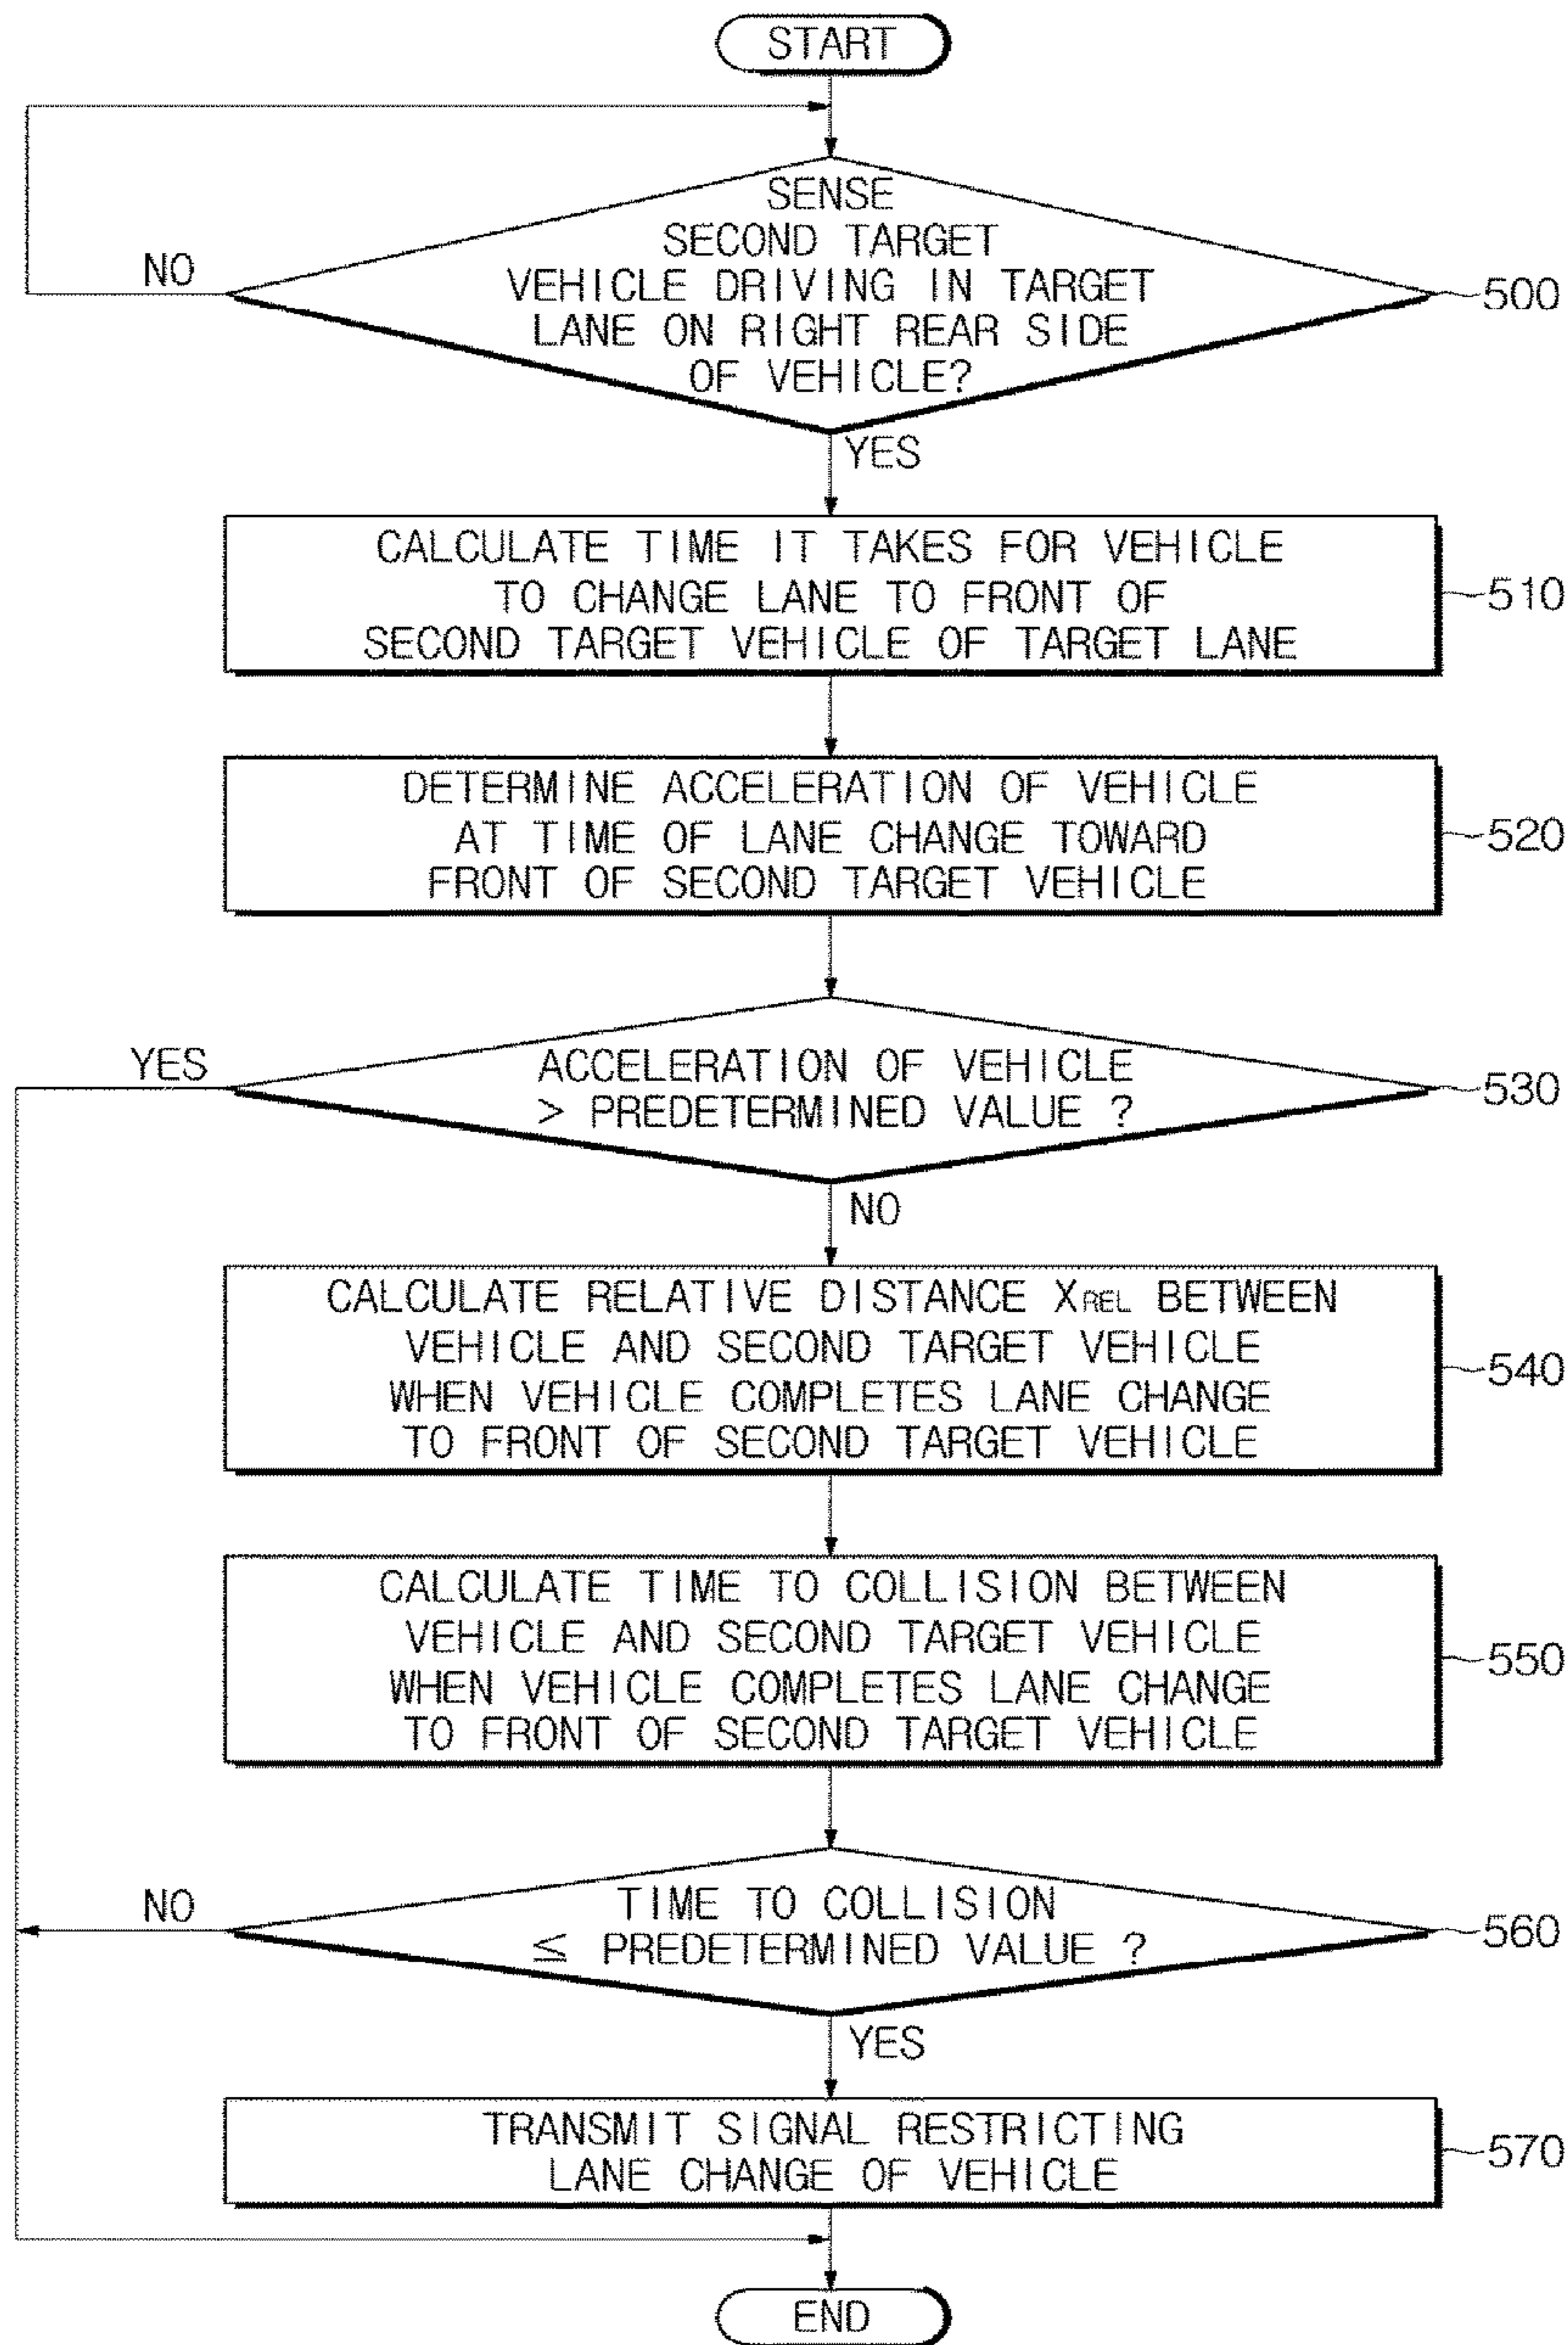 START
SENSE
SECOND TARGET
VEHICLE DRIVING IN TARGET
LANE ON RIGHT REAR SIDE
OF VEHICLE?
NO
500
YES
CALCULATE TIME IT TAKES FOR VEHICLE
TO CHANGE LANE TO FRONT OF
SECOND TARGET VEHICLE OF TARGET LANE
510
DETERMINE ACCELERATION OF VEHICLE
AT TIME OF LANE CHANGE TOWARD
FRONT OF SECOND TARGET VEHICLE
520
YES
ACCELERATION OF VEHICLE
> PREDETERMINED VALUE ?
530
NO
CALCULATE RELATIVE DISTANCE XREL BETWEEN
VEHICLE AND SECOND TARGET VEHICLE
WHEN VEHICLE COMPLETES LANE CHANGE
TO FRONT OF SECOND TARGET VEHICLE
540
CALCULATE TIME TO COLLISION BETWEEN
VEHICLE AND SECOND TARGET VEHICLE
WHEN VEHICLE COMPLETES LANE CHANGE
TO FRONT OF SECOND TARGET VEHICLE
550
NO
TIME TO COLLISION
≦ PREDETERMINED VALUE ?
560
YES
TRANSMIT SIGNAL RESTRICTING
LANE CHANGE OF VEHICLE
570
END